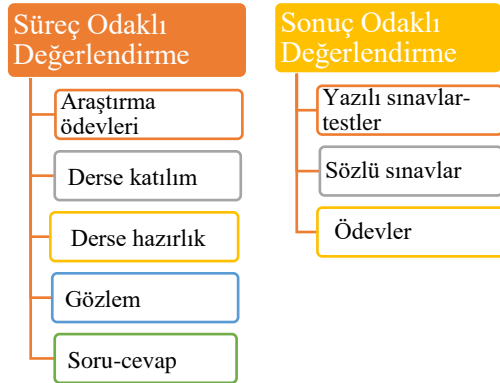 Süreç Odaklı
Değerlendirme
Araştırma
ödevleri
Derse katılım
Derse hazırlık
Gözlem
Soru-cevap
Sonuç Odaklı
Değerlendirme
Yazılı sınavlar-
testler
Sözlü sınavlar
Ödevler